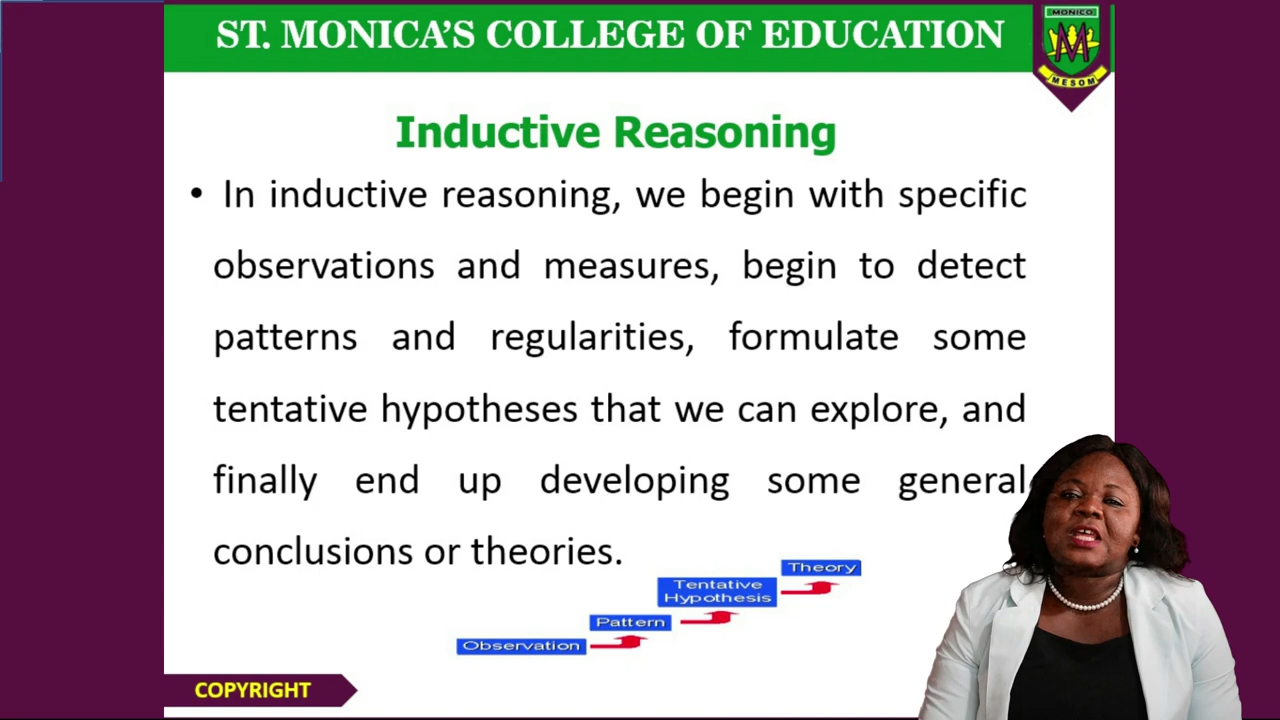 ST. MONICA'S COLLEGE OF EDUCATION
MONICO
M
MESOM
Inductive Reasoning
• In inductive reasoning, we begin with specific
observations and measures, begin to detect
patterns and regularities, formulate some
tentative hypotheses that we can explore, and
finally end up developing some general
conclusions or theories.
Theory
Tentative
Hypothesis
Pattern
Observation
COPYRIGHT